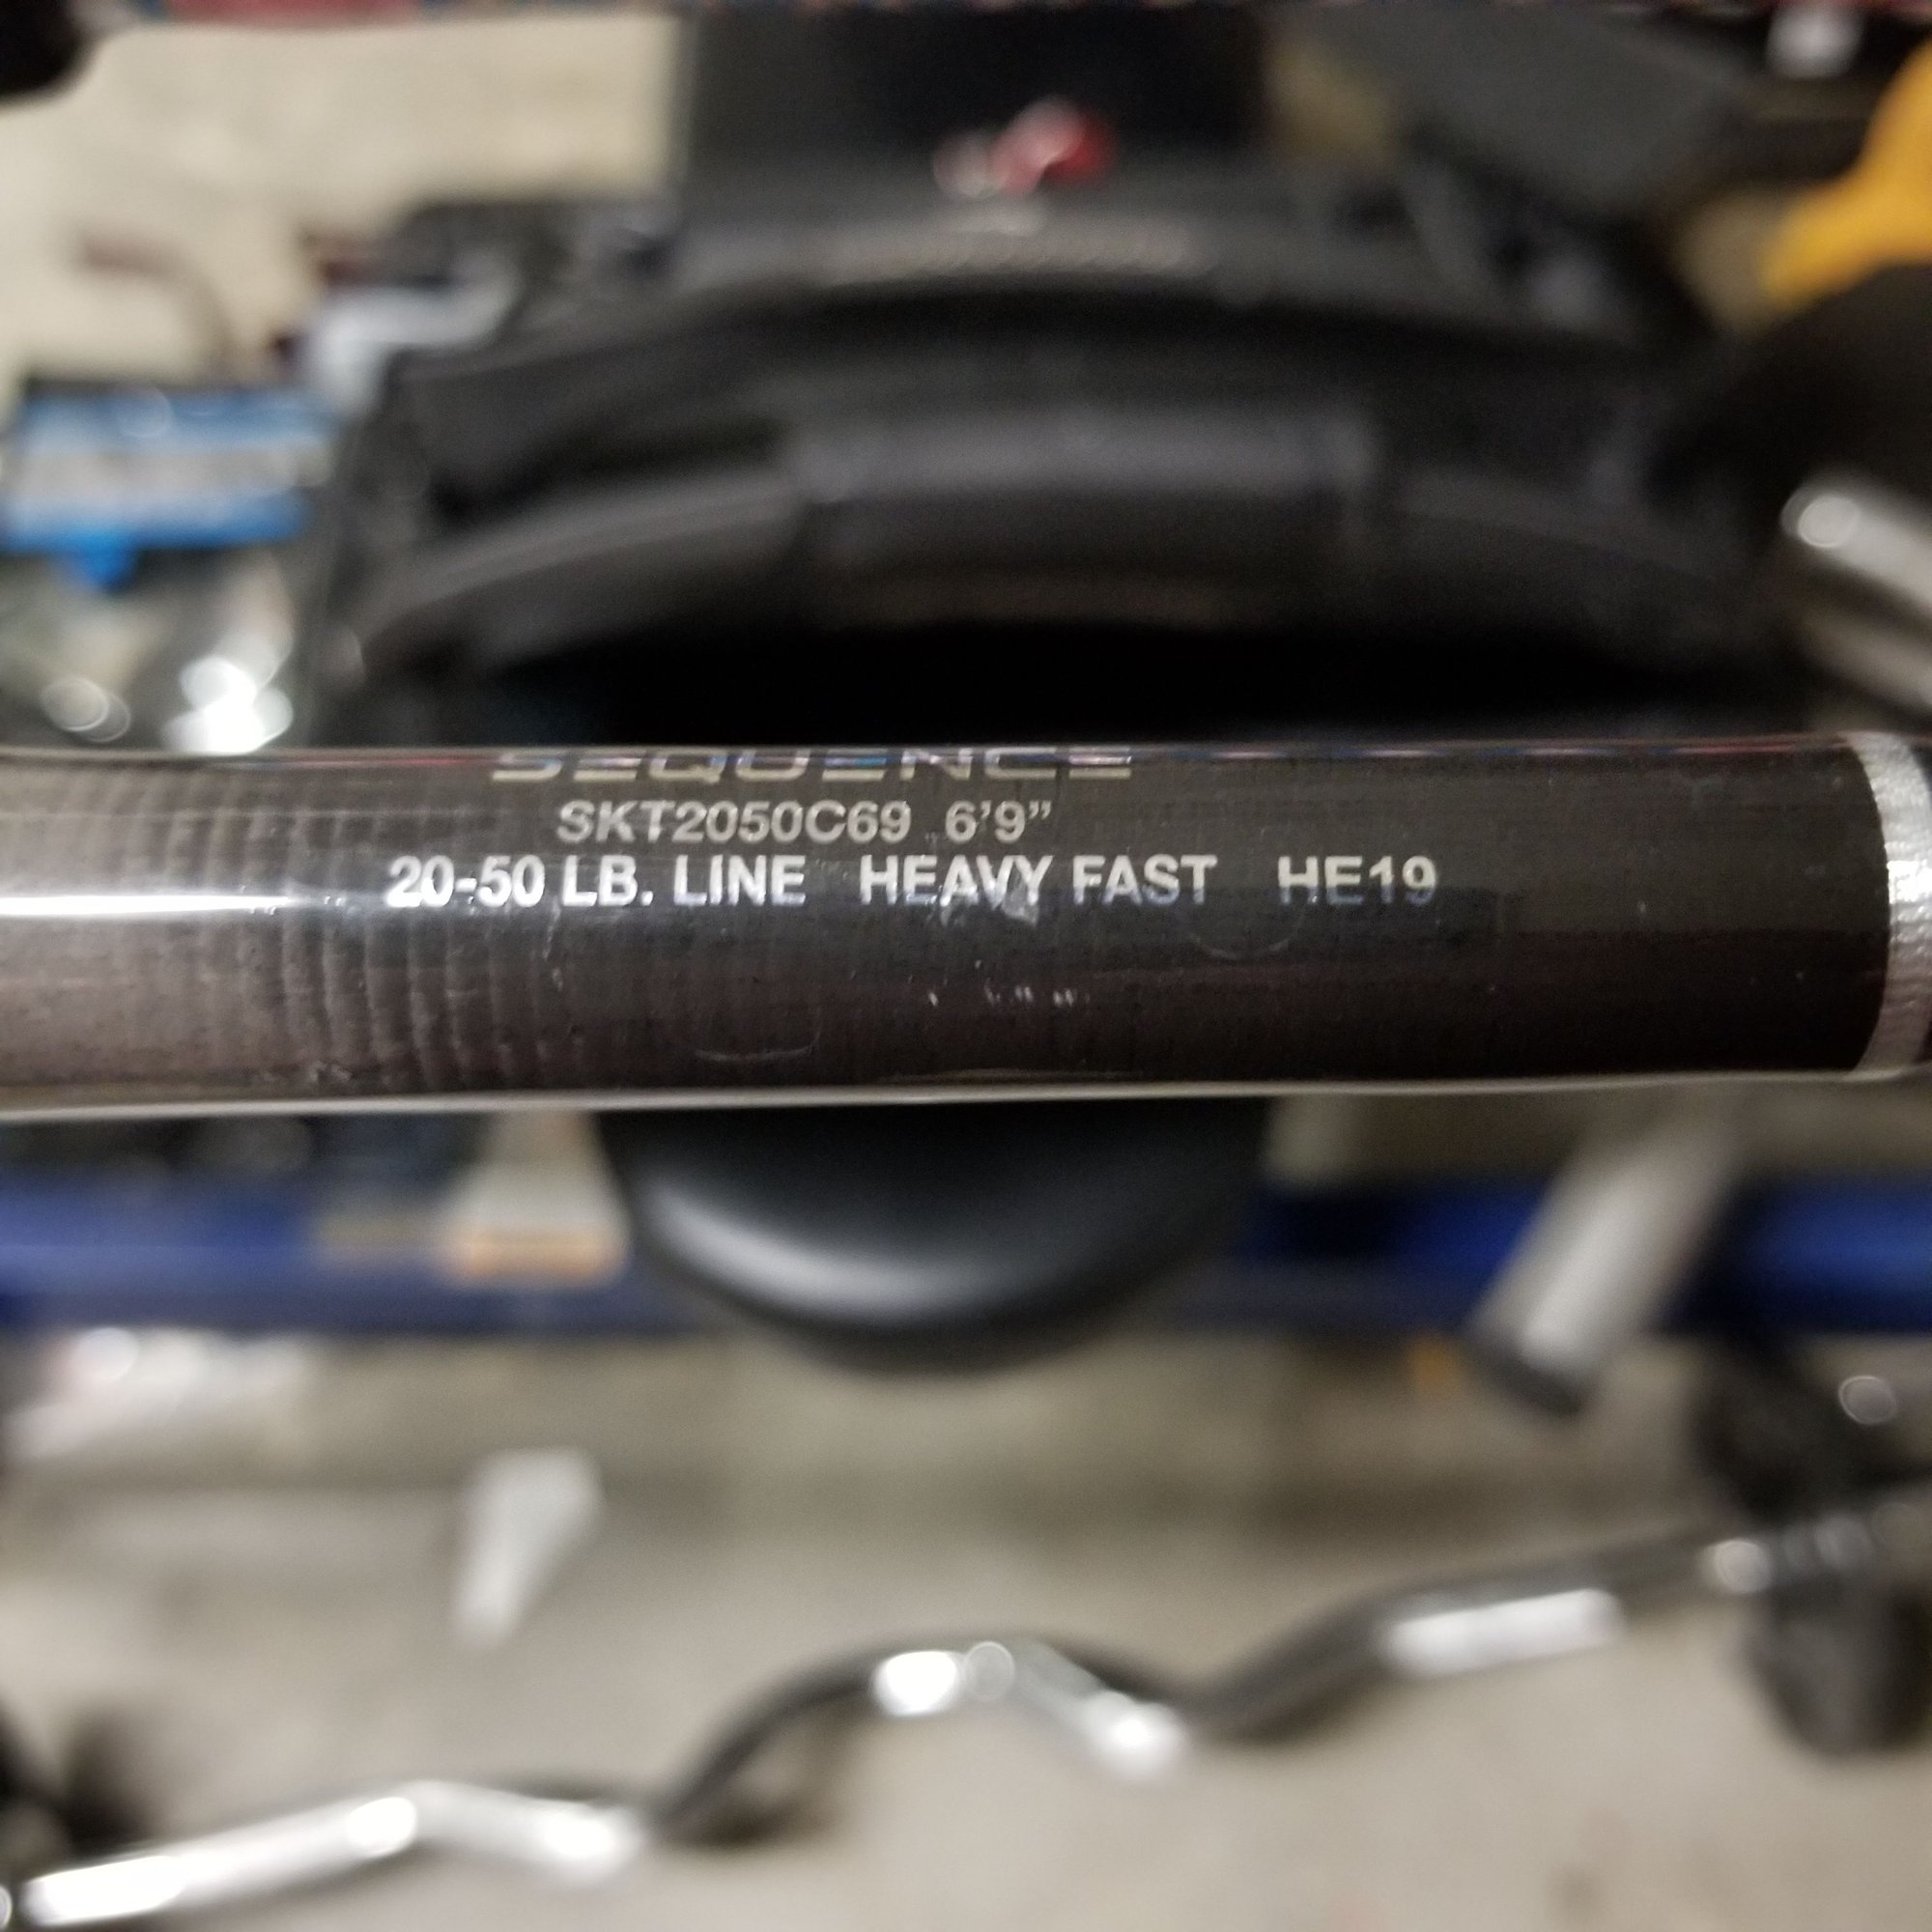 SEQUENCE
SKT2050C69 6'9"
20-50 LB. LINE HEAVY FAST HE19